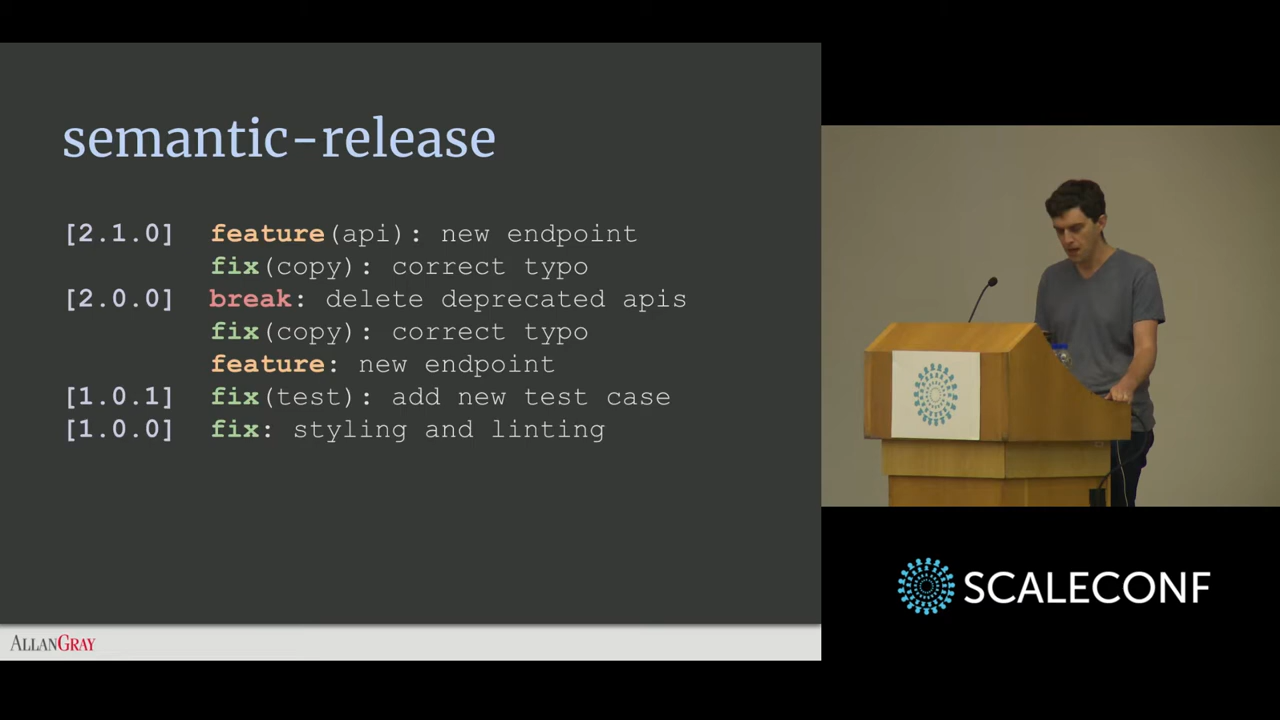 semantic-release
[2.1.0] feature(api): new endpoint
fix(copy): correct typo
[2.0.0] break: delete deprecated apis
fix(copy): correct typo
feature: new endpoint
[1.0.1] fix(test): add new test case
[1.0.0] fix: styling and linting
ALLANGRAY
SCALECONF